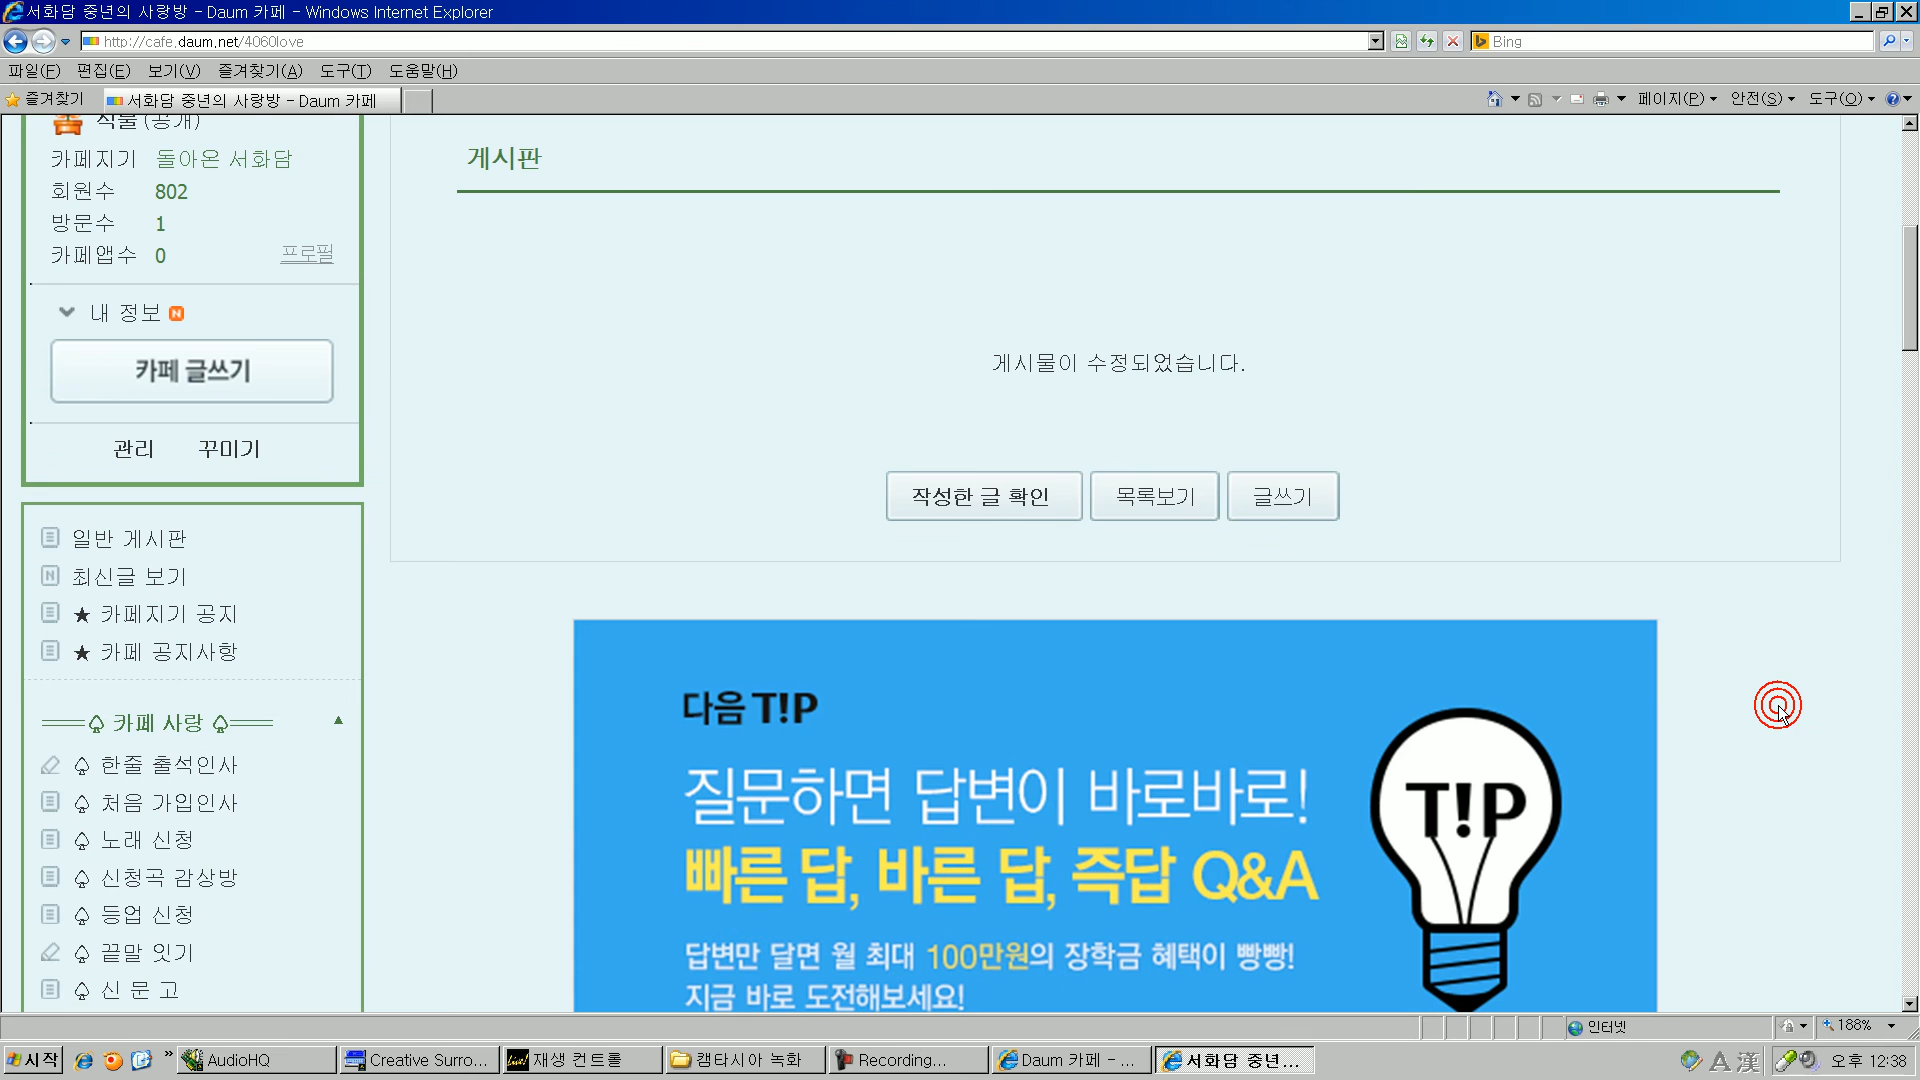 서화담 중년의 사랑방 - Daum 카페 - Windows Internet Explorer
http://cafe.daum.net/4060love
Bing
파일(F) 편집(E) 보기(V) 즐겨찾기(A) 도구(T) 도움말(H)
즐겨찾기 서화담 중년의 사랑방 - Daum 카페
페이지(P) 안전(S) 도구(O)
식물 (공개)
카페지기 돌아온 서화담
회원수 802
방문수 1
카페앱수 0 프로필
내 정보 N
카페 글쓰기
관리 꾸미기
일반 게시판
N 최신글 보기
★ 카페지기 공지
★ 카페 공지사항
═══♤ 카페 사랑 ♤═══ ▲
♤ 한줄 출석인사
♤ 처음 가입인사
♤ 노래 신청
♤ 신청곡 감상방
♤ 등업 신청
♤ 끝말 잇기
♤ 신 문 고
게시판
게시물이 수정되었습니다.
작성한 글 확인 목록보기 글쓰기
다음 T!P
질문하면 답변이 바로바로!
빠른 답, 바른 답, 즉답 Q&A
답변만 달면 월 최대 100만원의 장학금 혜택이 빵빵!
지금 바로 도전해보세요!
T!P
인터넷
188%
시작 » AudioHQ Creative Surro... 재생 컨트롤 캠타시아 녹화 Recording... Daum 카페 - ... 서화담 중년... A 漢 오후 12:38